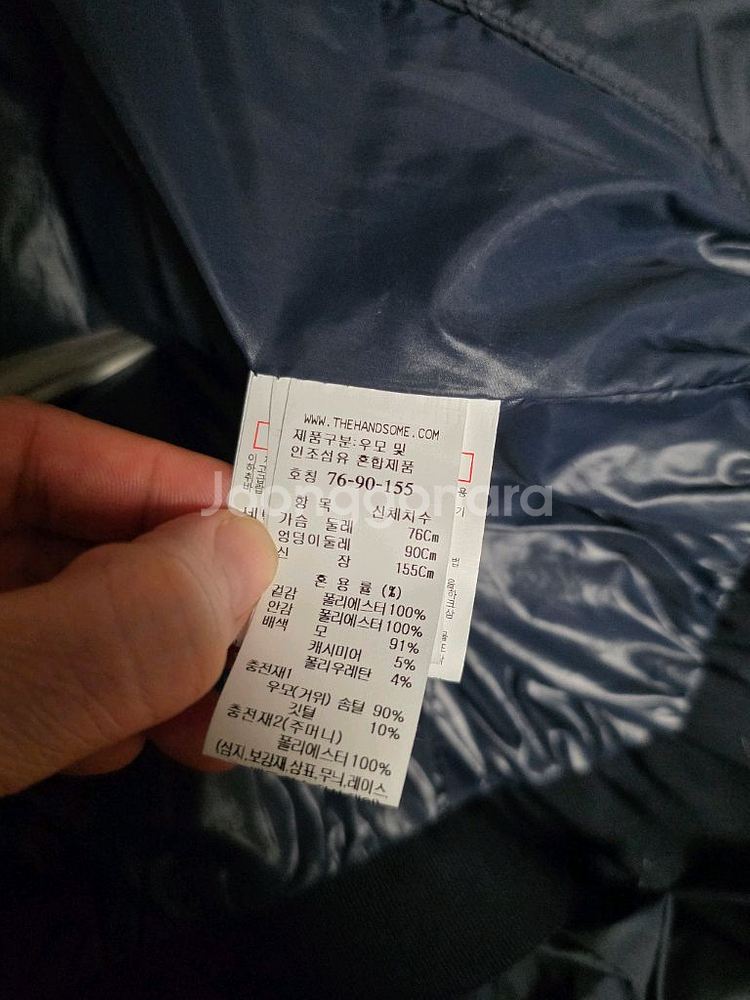 WWW.THEHANDSOME.COM
제품구분:우모 및
인조섬유 혼합제품
호칭 76-90-155
항 목 신체치수
가슴 둘레 76Cm
엉덩이둘레 90Cm
신 장 155Cm
혼 용 률 (%)
겉감 폴리에스터100%
안감 폴리에스터100%
배색 모 91%
캐시미어 5%
폴리우레탄 4%
충전재1
우모(거위) 솜털 90%
깃털 10%
충전재2(주머니)
폴리에스터100%
(심지,보강재,상표,무늬,레이스
Joonggonara